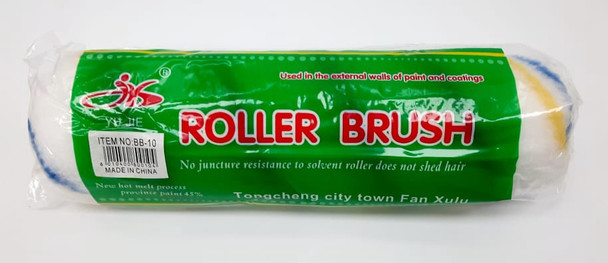 Used in the external walls of paint and coatings
®
YU JIE
ROLLER BRUSH
ITEM NO:BB-10
MADE IN CHINA
No juncture resistance to solvent roller does not shed hair
New hot melt process
province paint 45%
Tongcheng city town Fan Xulu